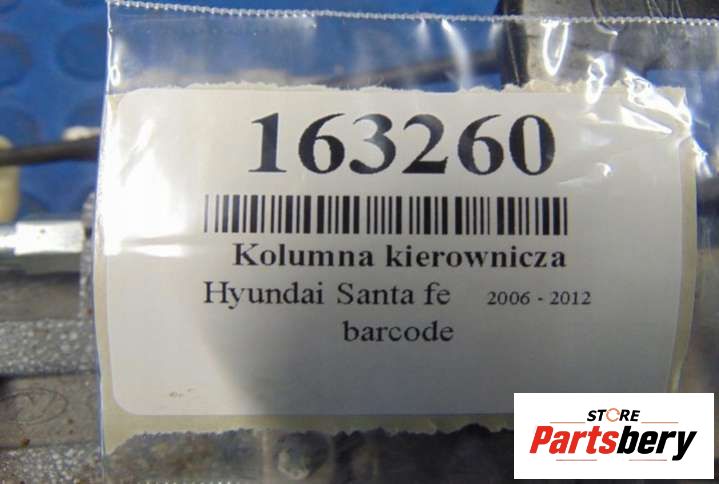 163260
Kolumna kierownicza
Hyundai Santa fe 2006 - 2012
barcode
STORE
Partsbery